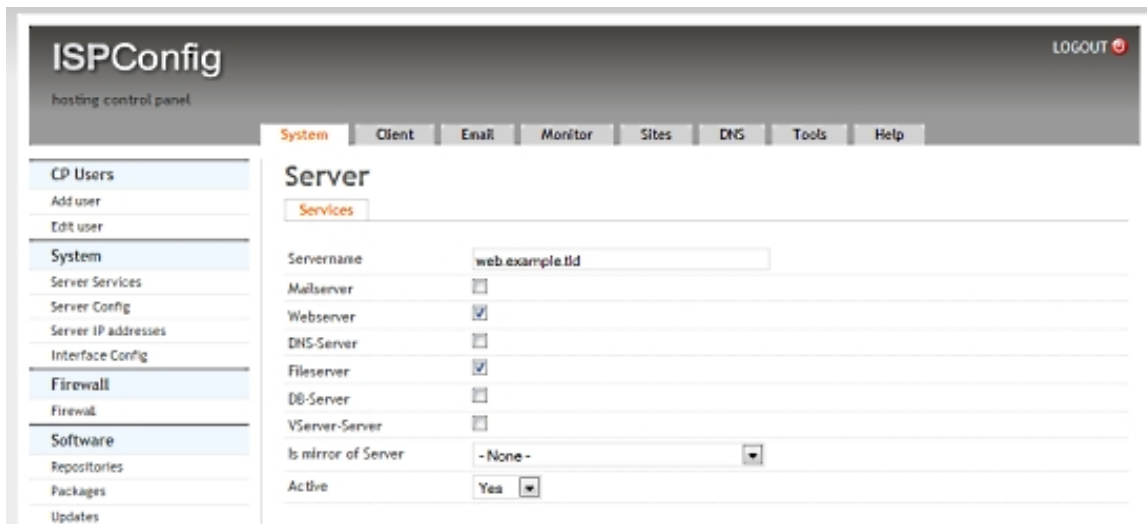 ISPConfig
LOGOUT
hosting control panel
System Client Email Monitor Sites DNS Tools Help
CP Users
Add user
Edit user
System
Server Services
Server Config
Server IP addresses
Interface Config
Firewall
Firewall
Software
Repositories
Packages
Updates
Server
Services
Servername web.example.tld
Mailserver
Webserver
DNS-Server
Fileserver
DB-Server
VServer-Server
Is mirror of Server - None -
Active Yes